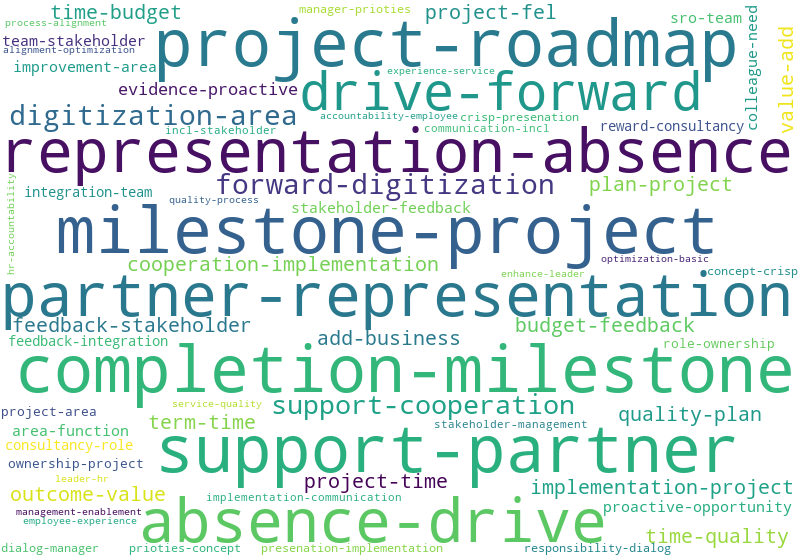 time-budget
manager-prioties
project-fel
sro-team
colleague-need
value-add
process-alignment
team-stakeholder
alignment-optimization
project-roadmap
improvement-area
experience-service
evidence-proactive
drive-forward
digitization-area
accountability-employee
crisp-presenation
incl-stakeholder
communication-incl
reward-consultancy
representation-absence
hr-accountability
integration-team
forward-digitization
plan-project
quality-process
stakeholder-feedback
milestone-project
optimization-basic
cooperation-implementation
enhance-leader
concept-crisp
partner-representation
feedback-stakeholder
budget-feedback
feedback-integration
add-business
role-ownership
completion-milestone
service-quality
support-cooperation
project-area
term-time
quality-plan
area-function
stakeholder-management
consultancy-role
support-partner
ownership-project
leader-hr
project-time
outcome-value
implementation-project
implementation-communication
management-enablement
absence-drive
proactive-opportunity
employee-experience
time-quality
dialog-manager
prioties-concept
presenation-implementation
responsibility-dialog